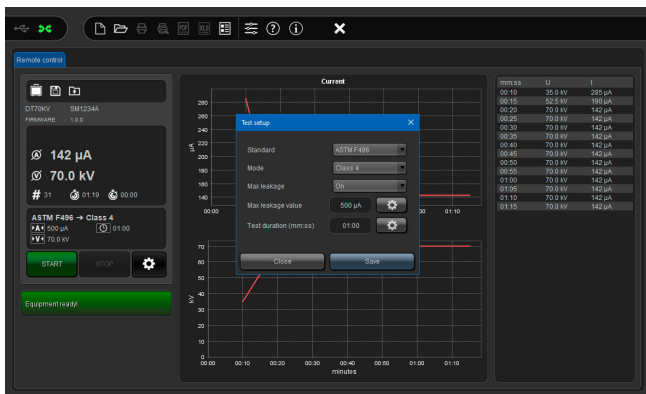 PDF XLS
Remote control
DT70KV SM1234A
FIRMWARE : 1.0.0
142 µA
70.0 kV
# 31 01:19 00:00
ASTM F496 → Class 4
A 500 µA 01:00
V 70.0 kV
START STOP
Equipment ready!
Current
280
260
240
220
200
180
160
140
µA
00:00 00:10 01:10
Test setup
Standard ASTM F496
Mode Class 4
Max leakage On
Max leakage value 500 µA
Test duration (mm:ss) 01:00
Close Save
70
60
50
40
30
20
10
0
KV
00:00 00:10 00:20 00:30 00:40 00:50 01:00 01:10
minutes
mm:ss U I
00:10 35.0 kV 285 µA
00:15 52.5 kV 190 µA
00:20 70.0 kV 142 µA
00:25 70.0 kV 142 µA
00:30 70.0 kV 142 µA
00:35 70.0 kV 142 µA
00:40 70.0 kV 142 µA
00:45 70.0 kV 142 µA
00:50 70.0 kV 142 µA
00:55 70.0 kV 142 µA
01:00 70.0 kV 142 µA
01:05 70.0 kV 142 µA
01:10 70.0 kV 142 µA
01:15 70.0 kV 142 µA